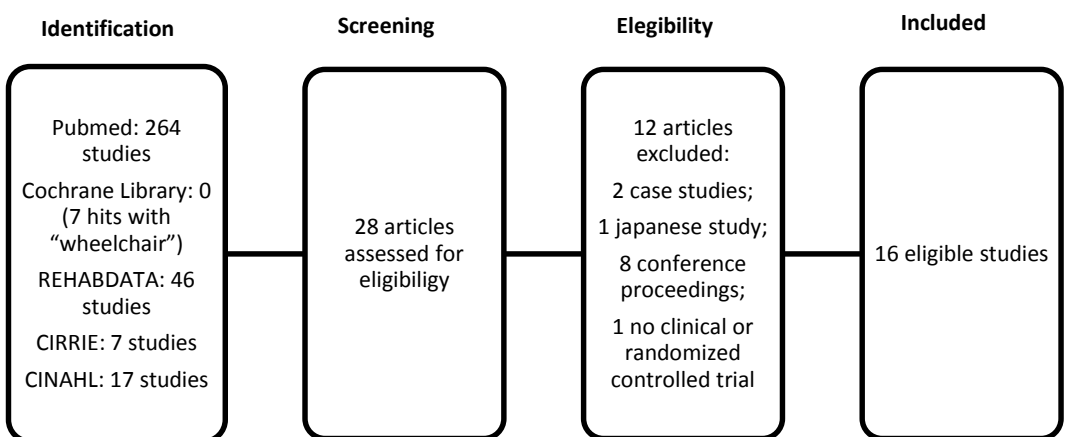 Identification
Screening
Elegibility
Included
Pubmed: 264
studies
Cochrane Library: 0
(7 hits with
“wheelchair”)
REHABDATA: 46
studies
CIRRIE: 7 studies
CINAHL: 17 studies
28 articles
assessed for
eligibiligy
12 articles
excluded:
2 case studies;
1 japanese study;
8 conference
proceedings;
1 no clinical or
randomized
controlled trial
16 eligible studies